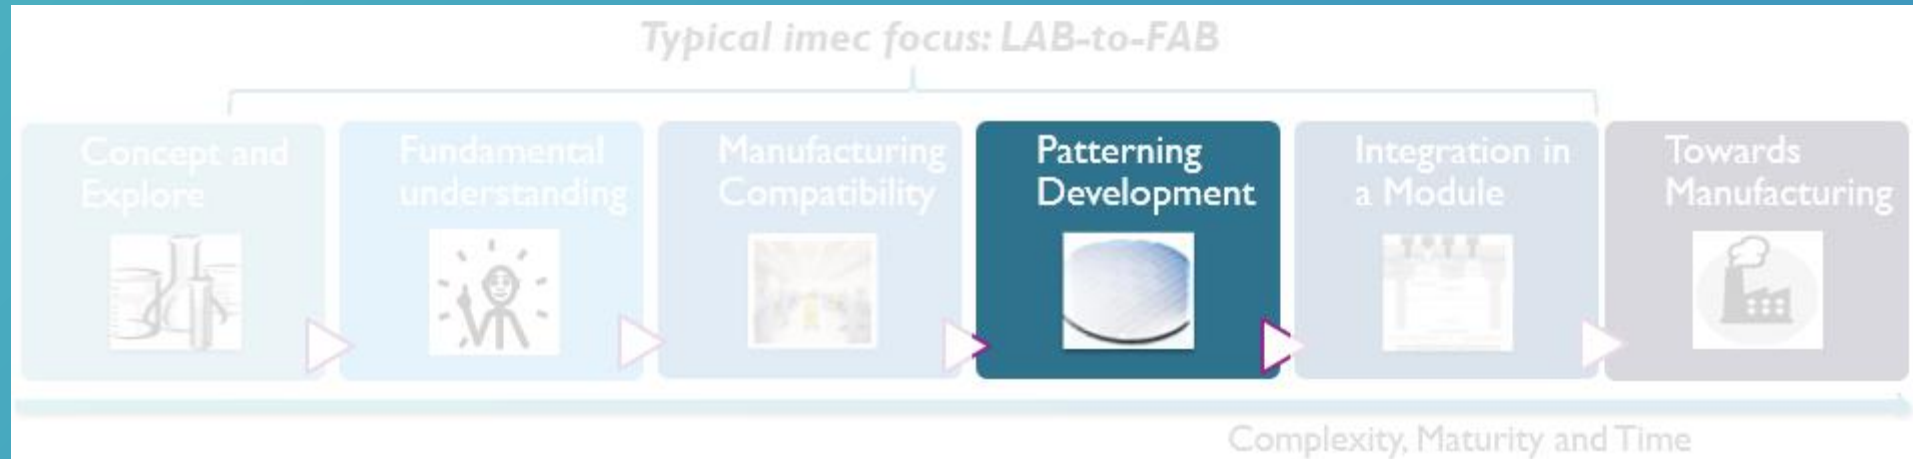 Typical imec focus: LAB-to-FAB
Concept and
Explore
Fundamental
understanding
Manufacturing
Compatibility
Patterning
Development
Integration in
a Module
Towards
Manufacturing
Complexity, Maturity and Time